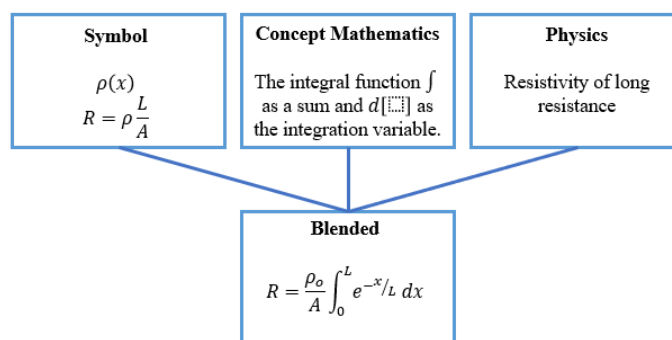 Symbol
ρ(x)
R = ρ L/A
Concept Mathematics
The integral function ∫
as a sum and d[⬚] as
the integration variable.
Physics
Resistivity of long
resistance
Blended
R = ρₒ/A ∫₀ᴸ e^(−x/L) dx